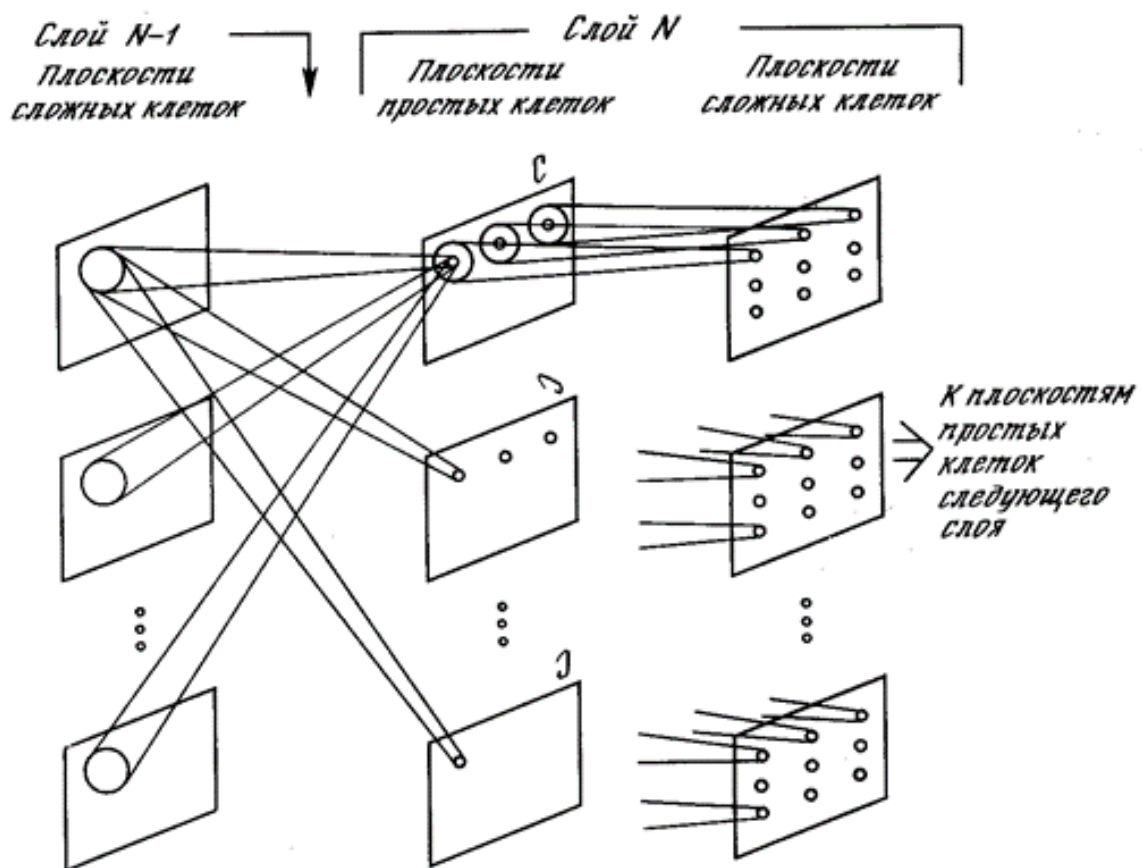 Слой N-1
Плоскости
сложных клеток
Слой N
Плоскости
простых клеток
Плоскости
сложных клеток
С
К плоскостям
простых
клеток
следующего
слоя